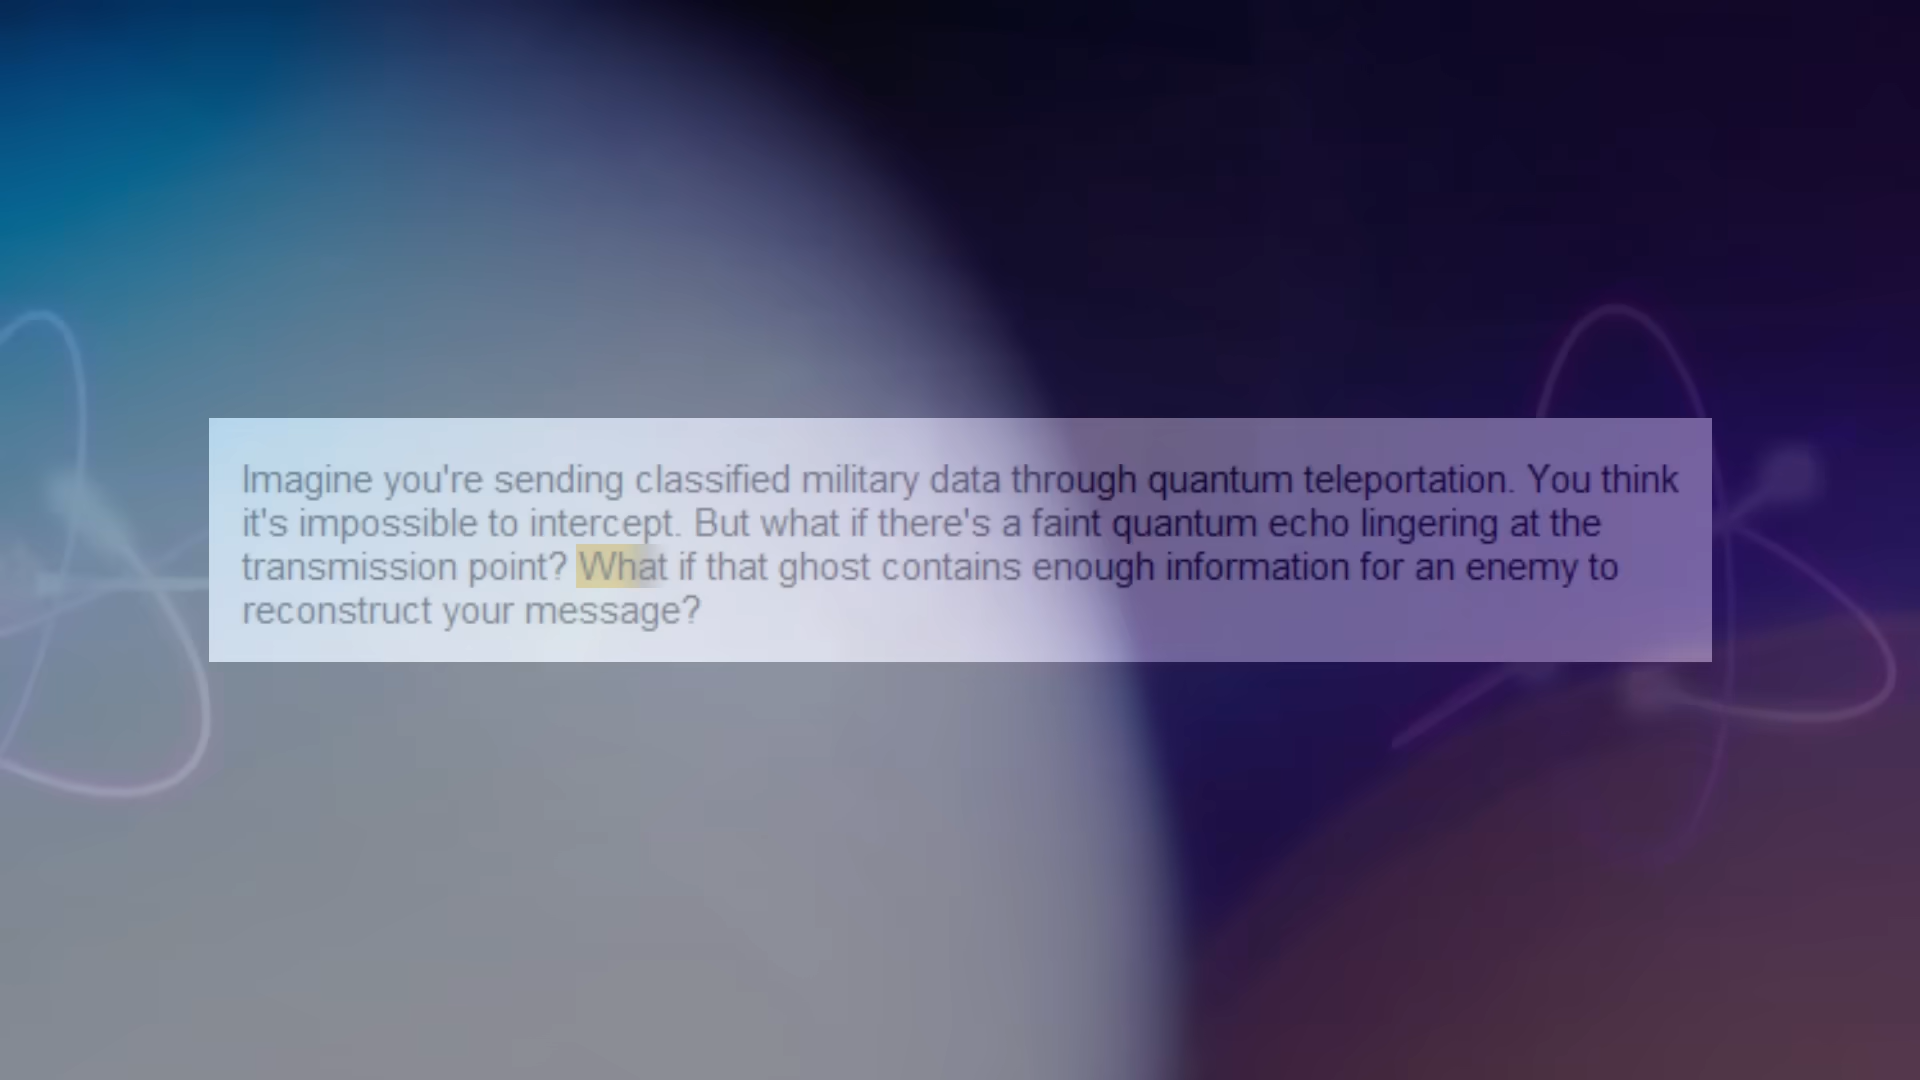 Imagine you're sending classified military data through quantum teleportation. You think
it's impossible to intercept. But what if there's a faint quantum echo lingering at the
transmission point? What if that ghost contains enough information for an enemy to
reconstruct your message?